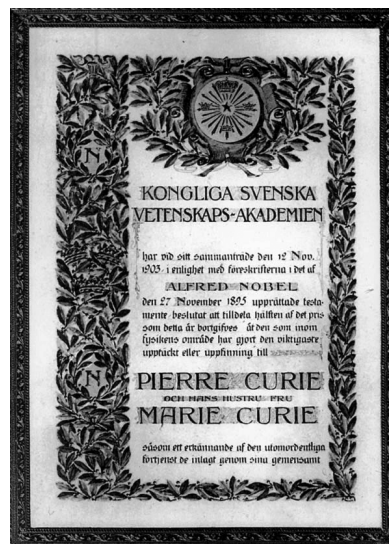 KONGLIGA SVENSKA
VETENSKAPS-AKADEMIEN
har vid sitt sammanträde den 12 Nov.
1903 i enlighet med föreskrifterna i det af
ALFRED NOBEL
den 27 November 1895 upprättade testa-
mente beslutat att tilldela hälften af det pris
som detta år bortgifves åt den som inom
fysikens område har gjort den viktigaste
upptäckt eller uppfinning till
PIERRE CURIE
OCH HANS HUSTRU FRU
MARIE CURIE
såsom ett erkännande af den utomordentliga
förtjenst de inlagt genom sina gemensamt
N
N